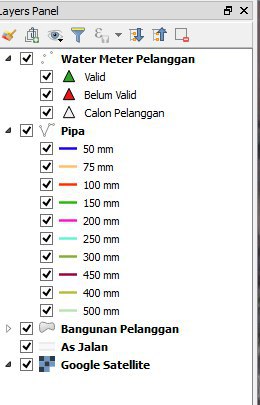 Layers Panel
Water Meter Pelanggan
Valid
Belum Valid
Calon Pelanggan
Pipa
50 mm
75 mm
100 mm
150 mm
200 mm
250 mm
300 mm
450 mm
400 mm
500 mm
Bangunan Pelanggan
As Jalan
Google Satellite